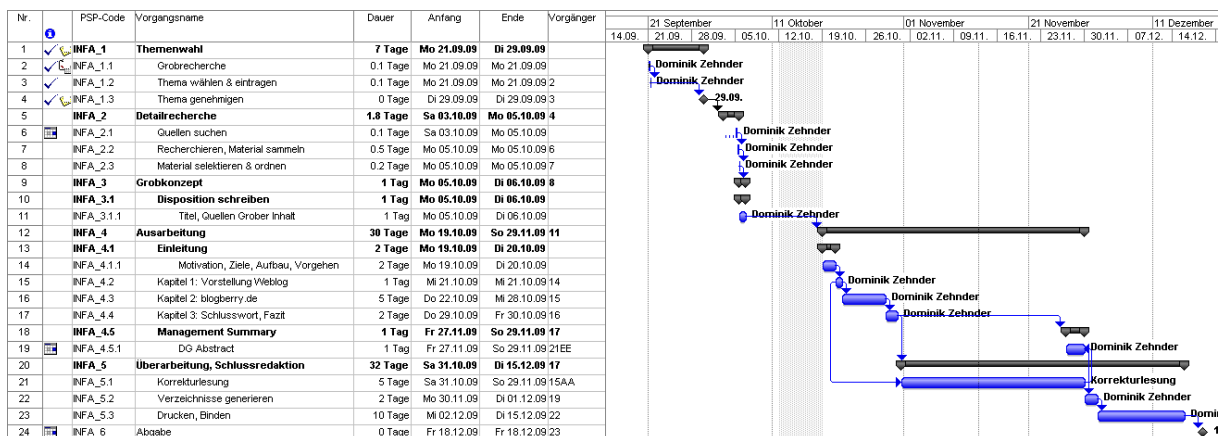 Nr. PSP-Code Vorgangsname Dauer Anfang Ende Vorgänger 21 September 11 Oktober 01 November 21 November 11 Dezember
14.09. 21.09. 28.09. 05.10. 12.10. 19.10. 26.10. 02.11. 09.11. 16.11. 23.11. 30.11. 07.12. 14.12.
1 INFA_1 Themenwahl 7 Tage Mo 21.09.09 Di 29.09.09
2 INFA_1.1 Grobrecherche 0.1 Tage Mo 21.09.09 Mo 21.09.09 Dominik Zehnder
3 INFA_1.2 Thema wählen & eintragen 0.1 Tage Mo 21.09.09 Mo 21.09.09 2 Dominik Zehnder
4 INFA_1.3 Thema genehmigen 0 Tage Di 29.09.09 Di 29.09.09 3 29.09.
5 INFA_2 Detailrecherche 1.8 Tage Sa 03.10.09 Mo 05.10.09 4
6 INFA_2.1 Quellen suchen 0.1 Tage Sa 03.10.09 Mo 05.10.09 Dominik Zehnder
7 INFA_2.2 Recherchieren, Material sammeln 0.5 Tage Mo 05.10.09 Mo 05.10.09 6 Dominik Zehnder
8 INFA_2.3 Material selektieren & ordnen 0.2 Tage Mo 05.10.09 Mo 05.10.09 7 Dominik Zehnder
9 INFA_3 Grobkonzept 1 Tag Mo 05.10.09 Di 06.10.09 8
10 INFA_3.1 Disposition schreiben 1 Tag Mo 05.10.09 Di 06.10.09
11 INFA_3.1.1 Titel, Quellen Grober Inhalt 1 Tag Mo 05.10.09 Di 06.10.09 Dominik Zehnder
12 INFA_4 Ausarbeitung 30 Tage Mo 19.10.09 So 29.11.09 11
13 INFA_4.1 Einleitung 2 Tage Mo 19.10.09 Di 20.10.09
14 INFA_4.1.1 Motivation, Ziele, Aufbau, Vorgehen 2 Tage Mo 19.10.09 Di 20.10.09
15 INFA_4.2 Kapitel 1: Vorstellung Weblog 1 Tag Mi 21.10.09 Mi 21.10.09 14 Dominik Zehnder
16 INFA_4.3 Kapitel 2: blogberry.de 5 Tage Do 22.10.09 Mi 28.10.09 15 Dominik Zehnder
17 INFA_4.4 Kapitel 3: Schlusswort, Fazit 2 Tage Do 29.10.09 Fr 30.10.09 16 Dominik Zehnder
18 INFA_4.5 Management Summary 1 Tag Fr 27.11.09 So 29.11.09 17
19 INFA_4.5.1 DG Abstract 1 Tag Fr 27.11.09 So 29.11.09 21EE Dominik Zehnder
20 INFA_5 Überarbeitung, Schlussredaktion 32 Tage Sa 31.10.09 Di 15.12.09 17
21 INFA_5.1 Korrekturlesung 5 Tage Sa 31.10.09 So 29.11.09 15AA Korrekturlesung
22 INFA_5.2 Verzeichnisse generieren 2 Tage Mo 30.11.09 Di 01.12.09 19 Dominik Zehnder
23 INFA_5.3 Drucken, Binden 10 Tage Mi 02.12.09 Di 15.12.09 22 Domin
24 INFA_6 Abgabe 0 Tage Fr 18.12.09 Fr 18.12.09 23 1